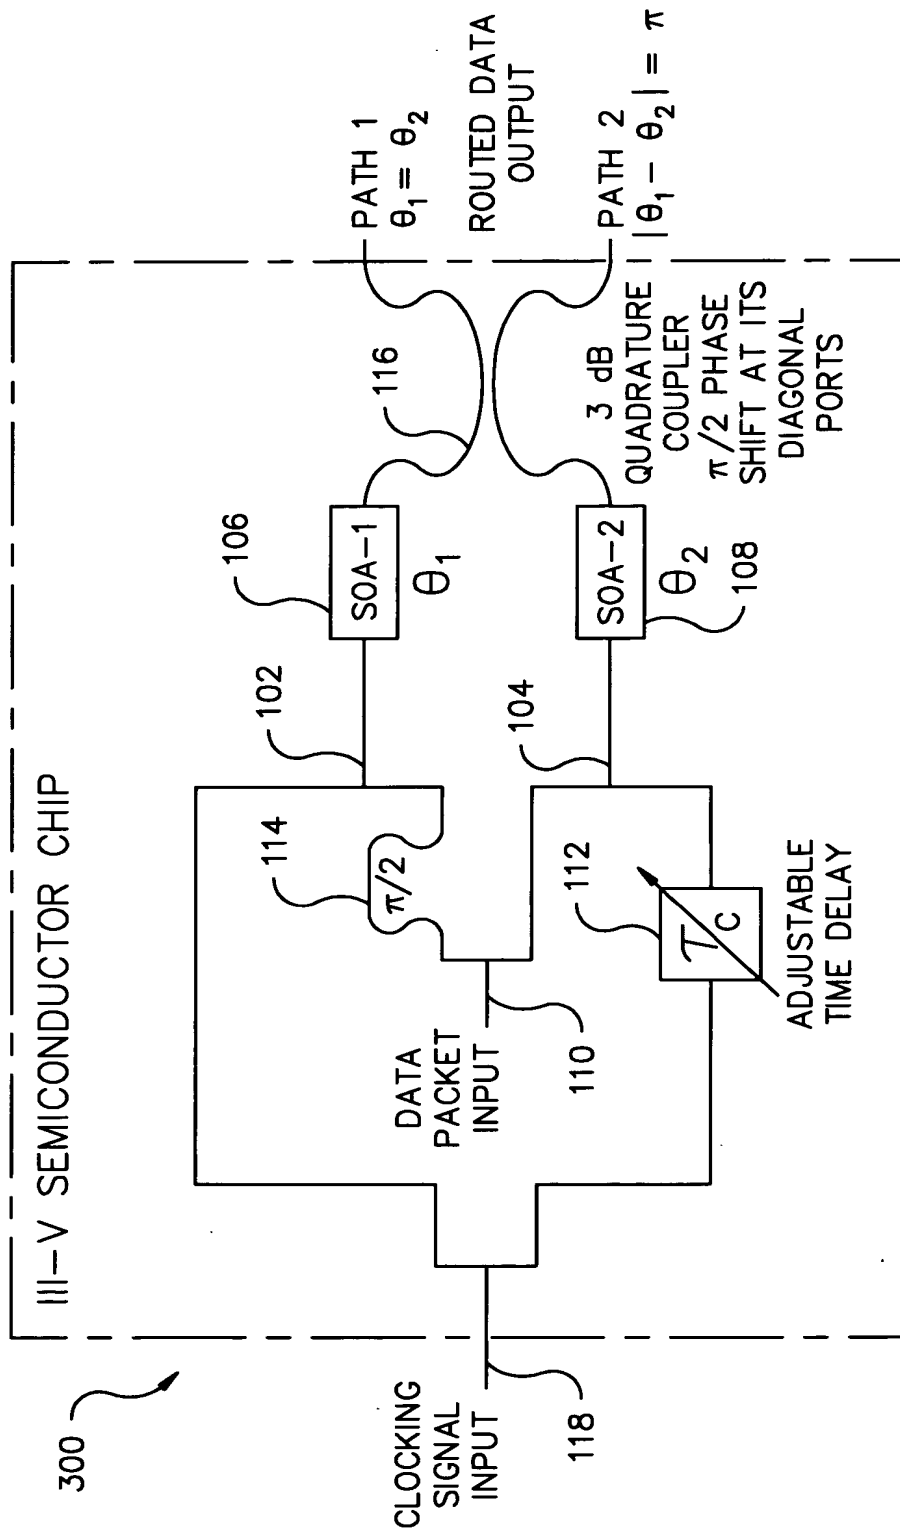 300
III-V SEMICONDUCTOR CHIP
CLOCKING
SIGNAL
INPUT
118
DATA
PACKET
INPUT
110
114
π/2
102
104
112
τC
ADJUSTABLE
TIME DELAY
106
SOA-1
θ1
SOA-2
θ2
108
116
3 dB
QUADRATURE
COUPLER
π/2 PHASE
SHIFT AT ITS
DIAGONAL
PORTS
PATH 1
θ1 = θ2
ROUTED DATA
OUTPUT
PATH 2
|θ1 - θ2| = π